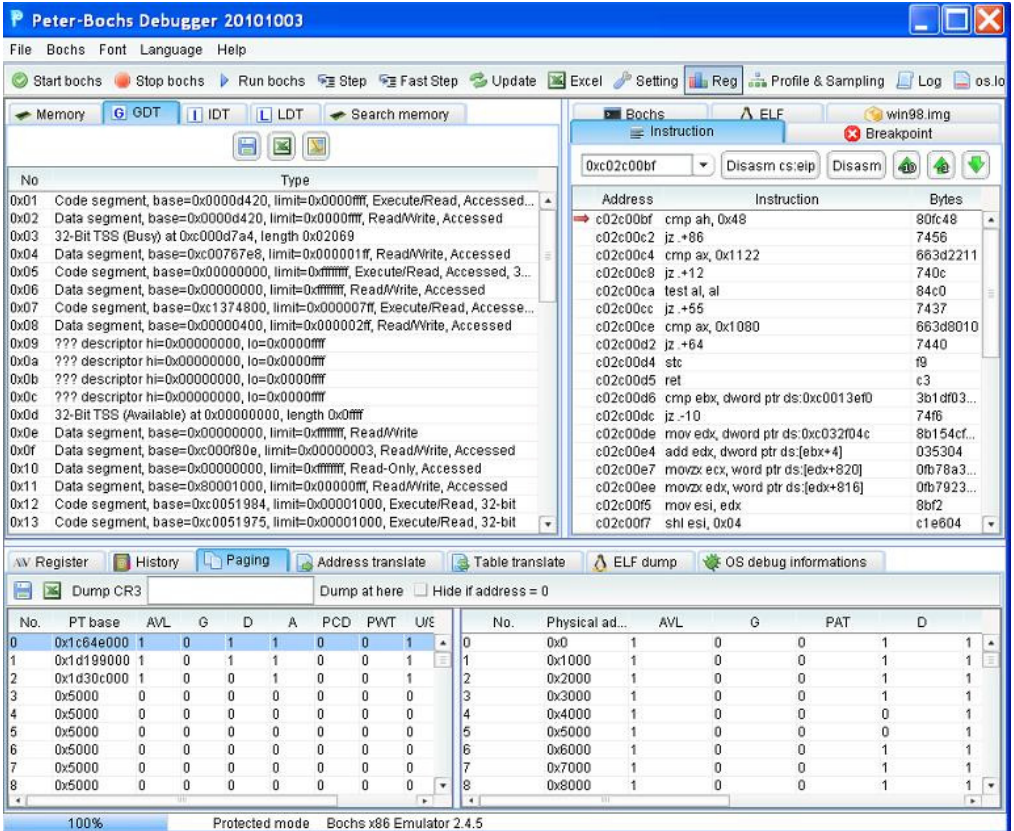 Peter-Bochs Debugger 20101003
File Bochs Font Language Help
Start bochs Stop bochs Run bochs Step Fast Step Update Excel Setting Reg Profile & Sampling Log os.lo
Memory GDT IDT LDT Search memory
No Type
0x01 Code segment, base=0x0000d420, limit=0x0000ffff, Execute/Read, Accessed...
0x02 Data segment, base=0x0000d420, limit=0x0000ffff, Read/Write, Accessed
0x03 32-Bit TSS (Busy) at 0xc000d7a4, length 0x02069
0x04 Data segment, base=0xc00767e8, limit=0x000001ff, Read/Write, Accessed
0x05 Code segment, base=0x00000000, limit=0xffffffff, Execute/Read, Accessed, 3...
0x06 Data segment, base=0x00000000, limit=0xffffffff, Read/Write, Accessed
0x07 Code segment, base=0xc1374800, limit=0x000007ff, Execute/Read, Accesse...
0x08 Data segment, base=0x00000400, limit=0x000002ff, Read/Write, Accessed
0x09 ??? descriptor hi=0x00000000, lo=0x0000ffff
0x0a ??? descriptor hi=0x00000000, lo=0x0000ffff
0x0b ??? descriptor hi=0x00000000, lo=0x0000ffff
0x0c ??? descriptor hi=0x00000000, lo=0x0000ffff
0x0d 32-Bit TSS (Available) at 0x00000000, length 0x0ffff
0x0e Data segment, base=0x00000000, limit=0xffffffff, Read/Write
0x0f Data segment, base=0xc000f80e, limit=0x00000003, Read/Write, Accessed
0x10 Data segment, base=0x00000000, limit=0xffffffff, Read-Only, Accessed
0x11 Data segment, base=0x80001000, limit=0x00000fff, Read/Write, Accessed
0x12 Code segment, base=0xc0051984, limit=0x00001000, Execute/Read, 32-bit
0x13 Code segment, base=0xc0051975, limit=0x00001000, Execute/Read, 32-bit
Bochs ELF win98.img
Instruction Breakpoint
0xc02c00bf Disasm cs:eip Disasm
Address Instruction Bytes
c02c00bf cmp ah, 0x48 80fc48
c02c00c2 jz .+86 7456
c02c00c4 cmp ax, 0x1122 663d2211
c02c00c8 jz .+12 740c
c02c00ca test al, al 84c0
c02c00cc jz .+55 7437
c02c00ce cmp ax, 0x1080 663d8010
c02c00d2 jz .+64 7440
c02c00d4 stc f9
c02c00d5 ret c3
c02c00d6 cmp ebx, dword ptr ds:0xc0013ef0 3b1df03...
c02c00dc jz .-10 74f6
c02c00de mov edx, dword ptr ds:0xc032f04c 8b154cf...
c02c00e4 add edx, dword ptr ds:[ebx+4] 035304
c02c00e7 movzx ecx, word ptr ds:[edx+820] 0fb78a3...
c02c00ee movzx edx, word ptr ds:[edx+816] 0fb7923...
c02c00f5 mov esi, edx 8bf2
c02c00f7 shl esi, 0x04 c1e604
Register History Paging Address translate Table translate ELF dump OS debug informations
Dump CR3 Dump at here Hide if address = 0
No. PT base AVL G D A PCD PWT U/S
0 0x1c64e000 1 0 1 1 0 0 1
1 0x1d199000 1 0 1 1 0 0 1
2 0x1d30c000 1 0 0 1 0 0 1
3 0x5000 0 0 0 0 0 0 0
4 0x5000 0 0 0 0 0 0 0
5 0x5000 0 0 0 0 0 0 0
6 0x5000 0 0 0 0 0 0 0
7 0x5000 0 0 0 0 0 0 0
8 0x5000 0 0 0 0 0 0 0
No. Physical ad... AVL G PAT D
0 0x0 1 0 0 1 1
1 0x1000 1 0 0 1 1
2 0x2000 1 0 0 1 1
3 0x3000 1 0 0 1 1
4 0x4000 1 0 0 0 1
5 0x5000 1 0 0 0 1
6 0x6000 1 0 0 1 1
7 0x7000 1 0 0 1 1
8 0x8000 1 0 0 1 1
100% Protected mode Bochs x86 Emulator 2.4.5